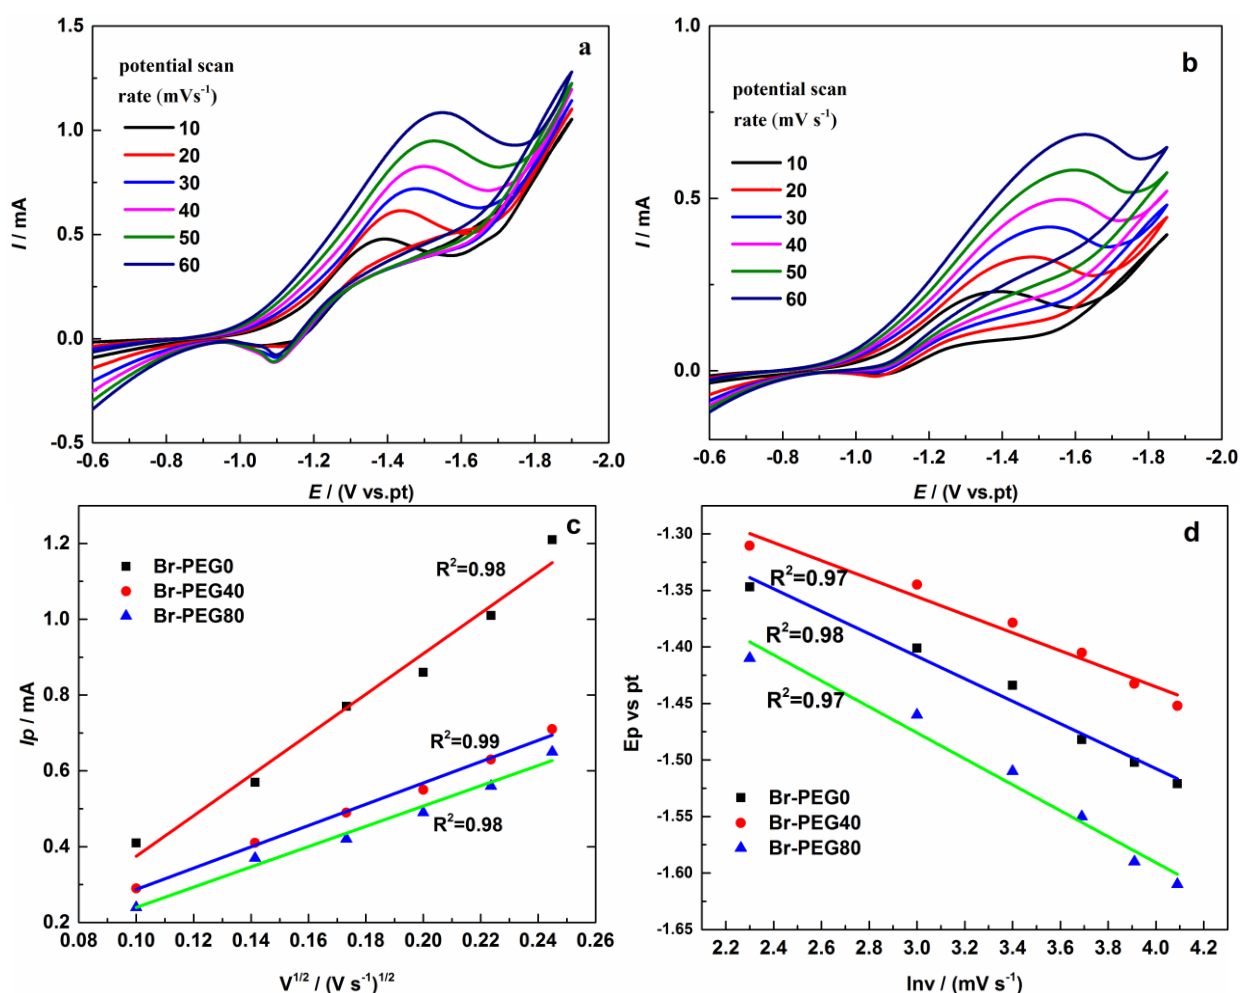 a
potential scan
rate (mVs-1)
10
20
30
40
50
60
1.5
1.0
0.5
0.0
-0.5
I / mA
-0.6 -0.8 -1.0 -1.2 -1.4 -1.6 -1.8 -2.0
E / (V vs.pt)
b
potential scan
rate (mV s-1)
10
20
30
40
50
60
1.0
0.5
0.0
I / mA
-0.6 -0.8 -1.0 -1.2 -1.4 -1.6 -1.8 -2.0
E / (V vs.pt)
c
Br-PEG0
Br-PEG40
Br-PEG80
R2=0.98
R2=0.99
R2=0.98
1.2
1.0
0.8
0.6
0.4
0.2
Ip / mA
0.08 0.10 0.12 0.14 0.16 0.18 0.20 0.22 0.24 0.26
V1/2 / (V s-1)1/2
d
R2=0.97
R2=0.98
R2=0.97
Br-PEG0
Br-PEG40
Br-PEG80
-1.30
-1.35
-1.40
-1.45
-1.50
-1.55
-1.60
-1.65
Ep vs pt
2.2 2.4 2.6 2.8 3.0 3.2 3.4 3.6 3.8 4.0 4.2
lnv / (mV s-1)